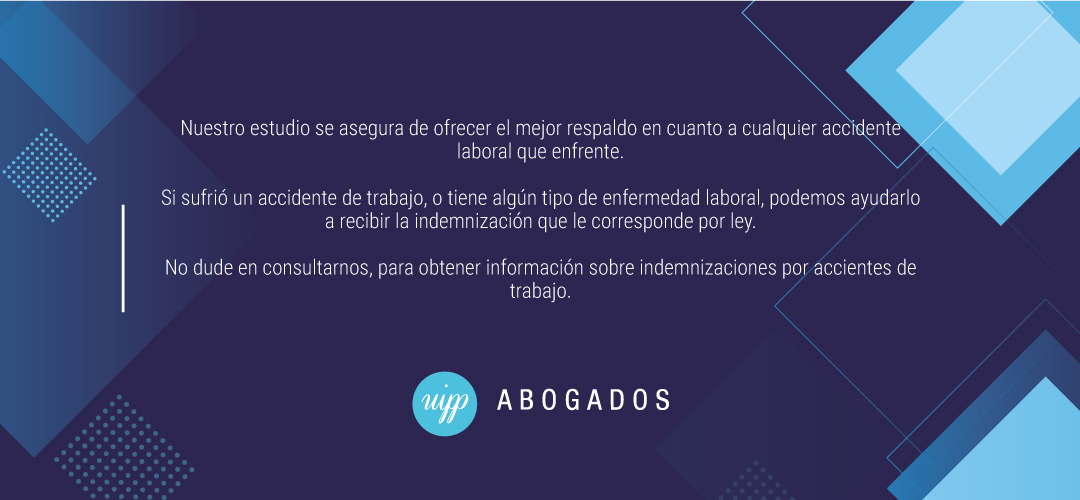 Nuestro estudio se asegura de ofrecer el mejor respaldo en cuanto a cualquier accidente
laboral que enfrente.
Si sufrió un accidente de trabajo, o tiene algún tipo de enfermedad laboral, podemos ayudarlo
a recibir la indemnización que le corresponde por ley.
No dude en consultarnos, para obtener información sobre indemnizaciones por accientes de
trabajo.
ABOGADOS